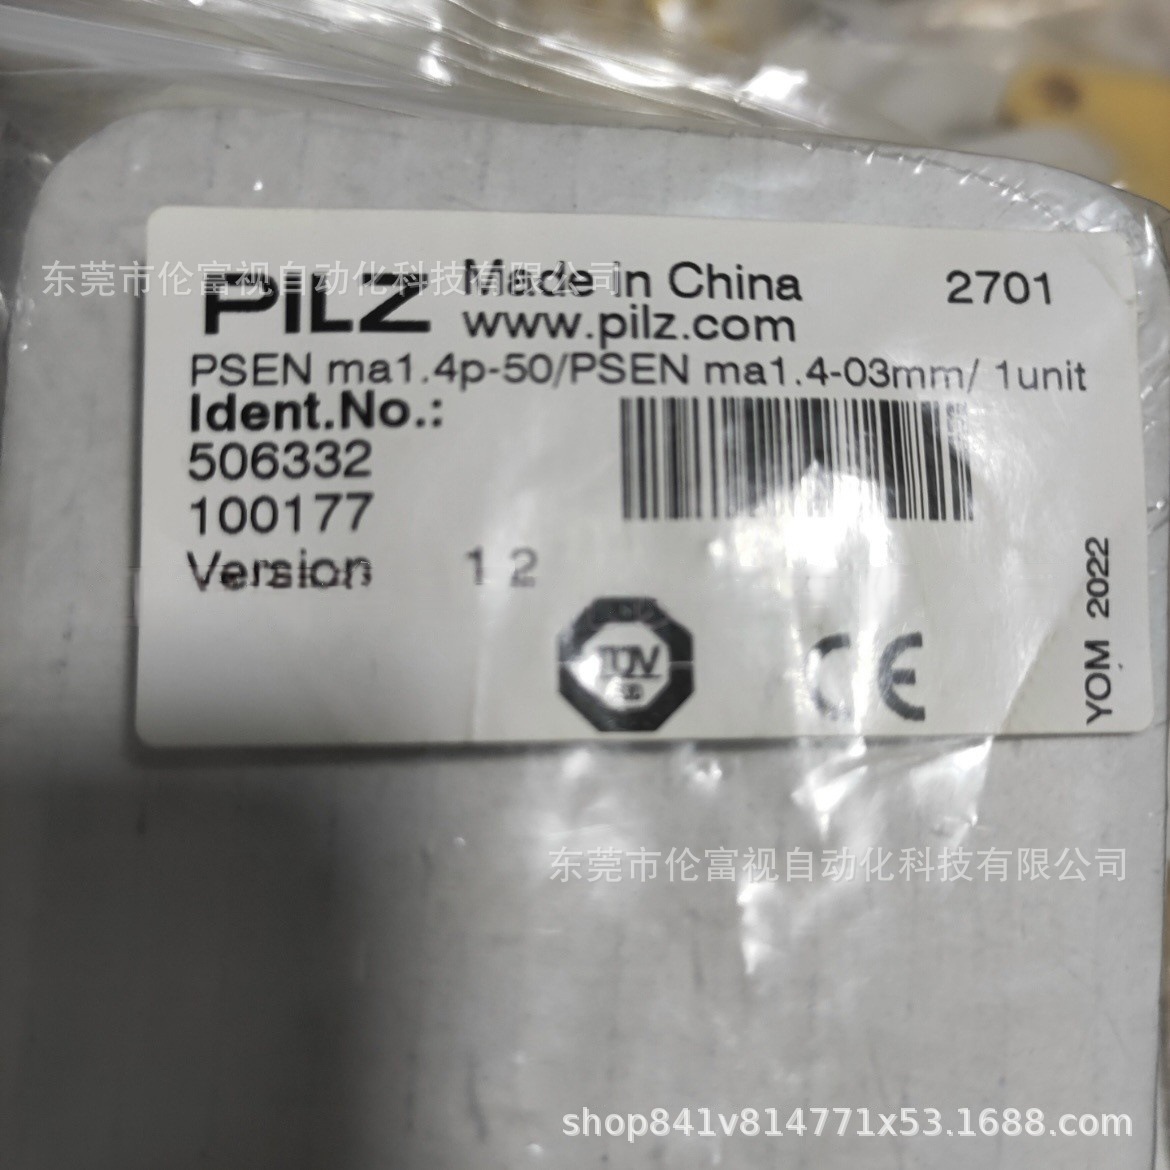 东莞市伦富视自动化科技有限公司
PILZ Made in China 2701
www.pilz.com
PSEN ma1.4p-50/PSEN ma1.4-03mm/ 1unit
Ident.No.:
506332
100177
Version 1 2
TÜV
CE
YOM 2022
东莞市伦富视自动化科技有限公司
shop841v814771x53.1688.com